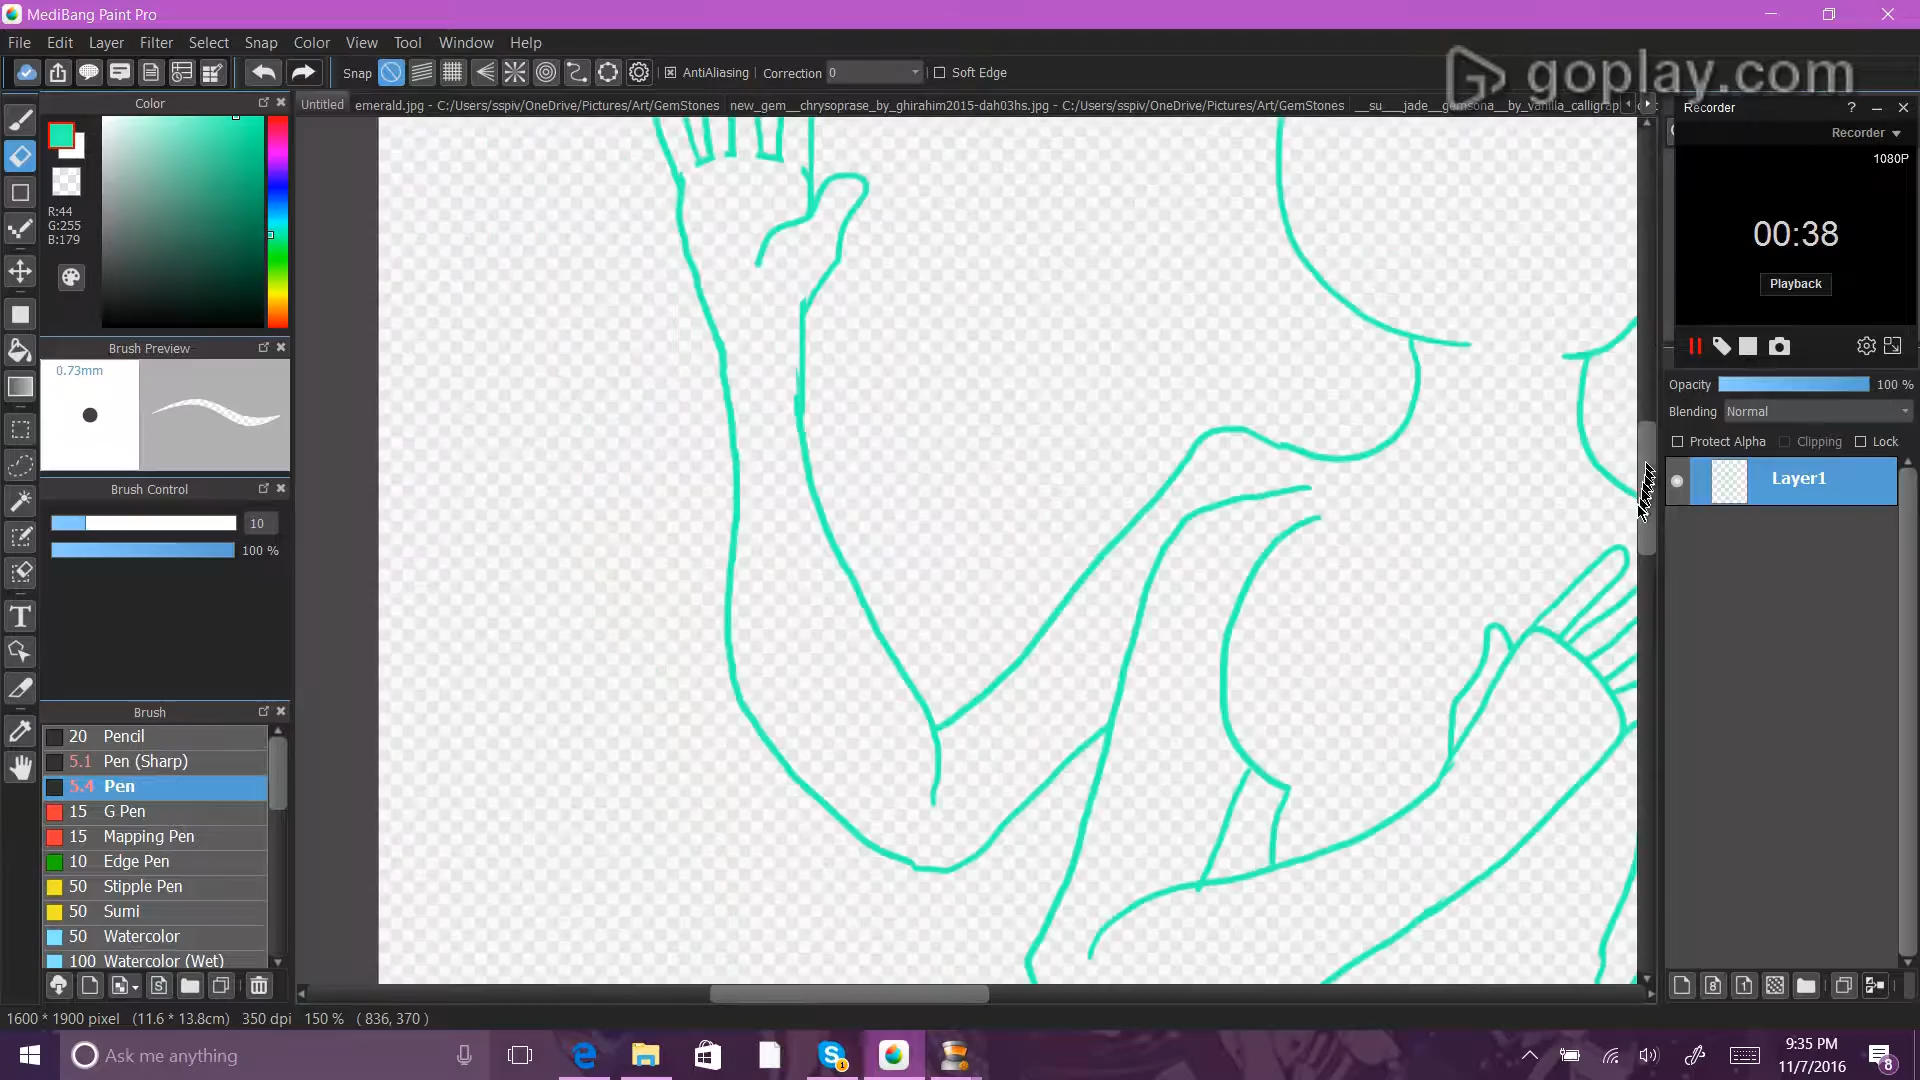 MediBang Paint Pro
File Edit Layer Filter Select Snap Color View Tool Window Help
Snap AntiAliasing Correction 0 Soft Edge
goplay.com
Color
Untitled emerald.jpg - C:/Users/sspiv/OneDrive/Pictures/Art/GemStones new_gem__chrysoprase_by_ghirahim2015-dah03hs.jpg - C:/Users/sspiv/OneDrive/Pictures/Art/GemStones __su___jade__gemsona__by_vanilla_calligrap
Recorder ?
Recorder
1080P
R:44
G:255
B:179
00:38
Playback
Brush Preview
0.73mm
Opacity 100 %
Blending Normal
Protect Alpha Clipping Lock
Layer1
Brush Control
10
100 %
Brush
20 Pencil
5.1 Pen (Sharp)
5.4 Pen
15 G Pen
15 Mapping Pen
10 Edge Pen
50 Stipple Pen
50 Sumi
50 Watercolor
100 Watercolor (Wet)
1600 * 1900 pixel (11.6 * 13.8cm) 350 dpi 150 % ( 836, 370 )
Ask me anything
9:35 PM
11/7/2016
8